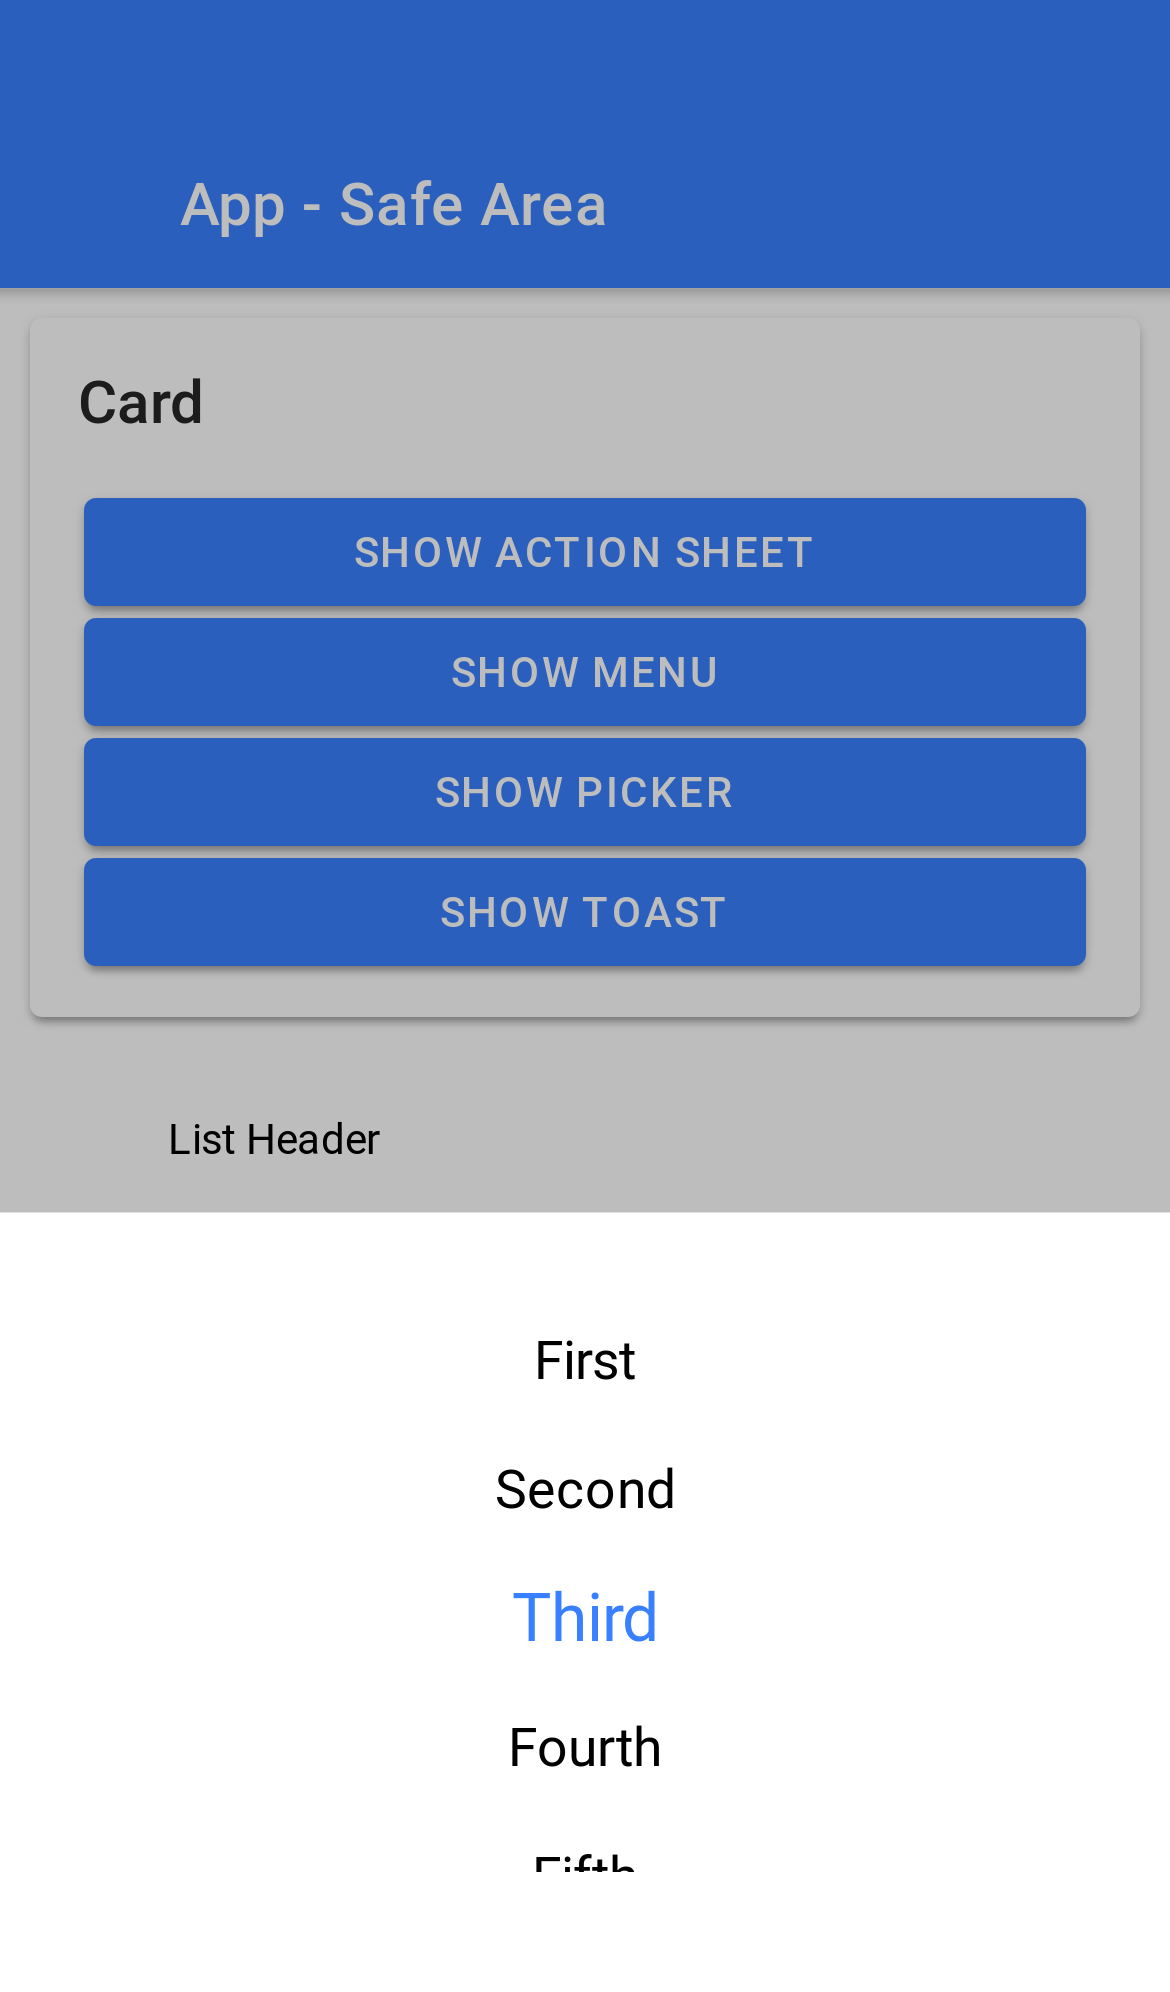 App - Safe Area
Card
SHOW ACTION SHEET
SHOW MENU
SHOW PICKER
SHOW TOAST
List Header
First
Second
Third
Fourth
Fifth